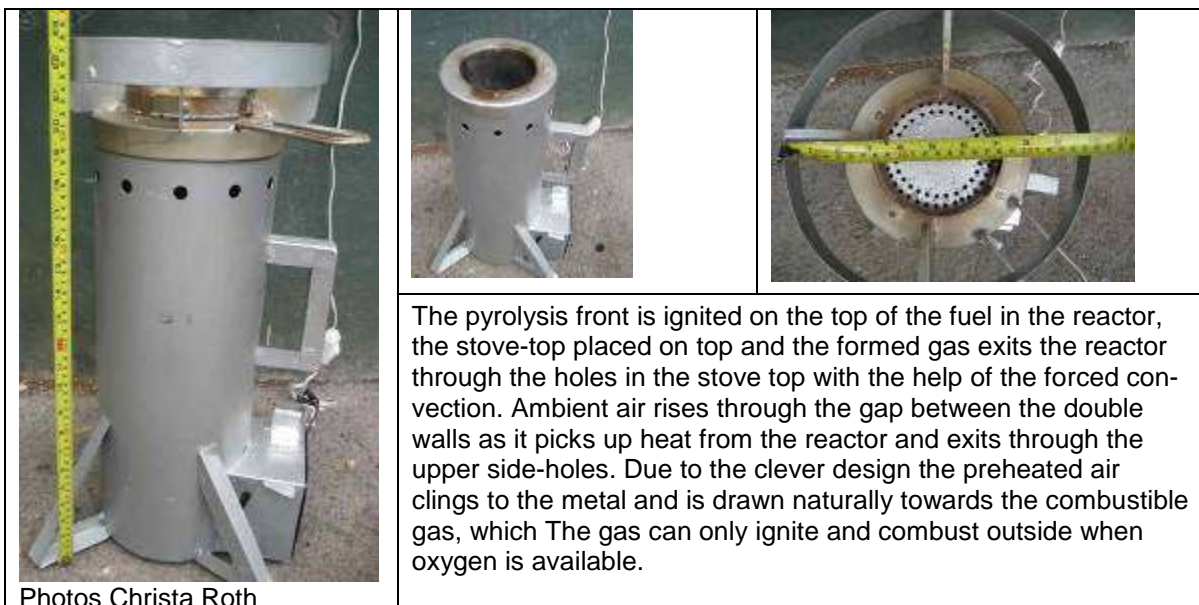 The pyrolysis front is ignited on the top of the fuel in the reactor,
the stove-top placed on top and the formed gas exits the reactor
through the holes in the stove top with the help of the forced con-
vection. Ambient air rises through the gap between the double
walls as it picks up heat from the reactor and exits through the
upper side-holes. Due to the clever design the preheated air
clings to the metal and is drawn naturally towards the combustible
gas, which The gas can only ignite and combust outside when
oxygen is available.
Photos Christa Roth